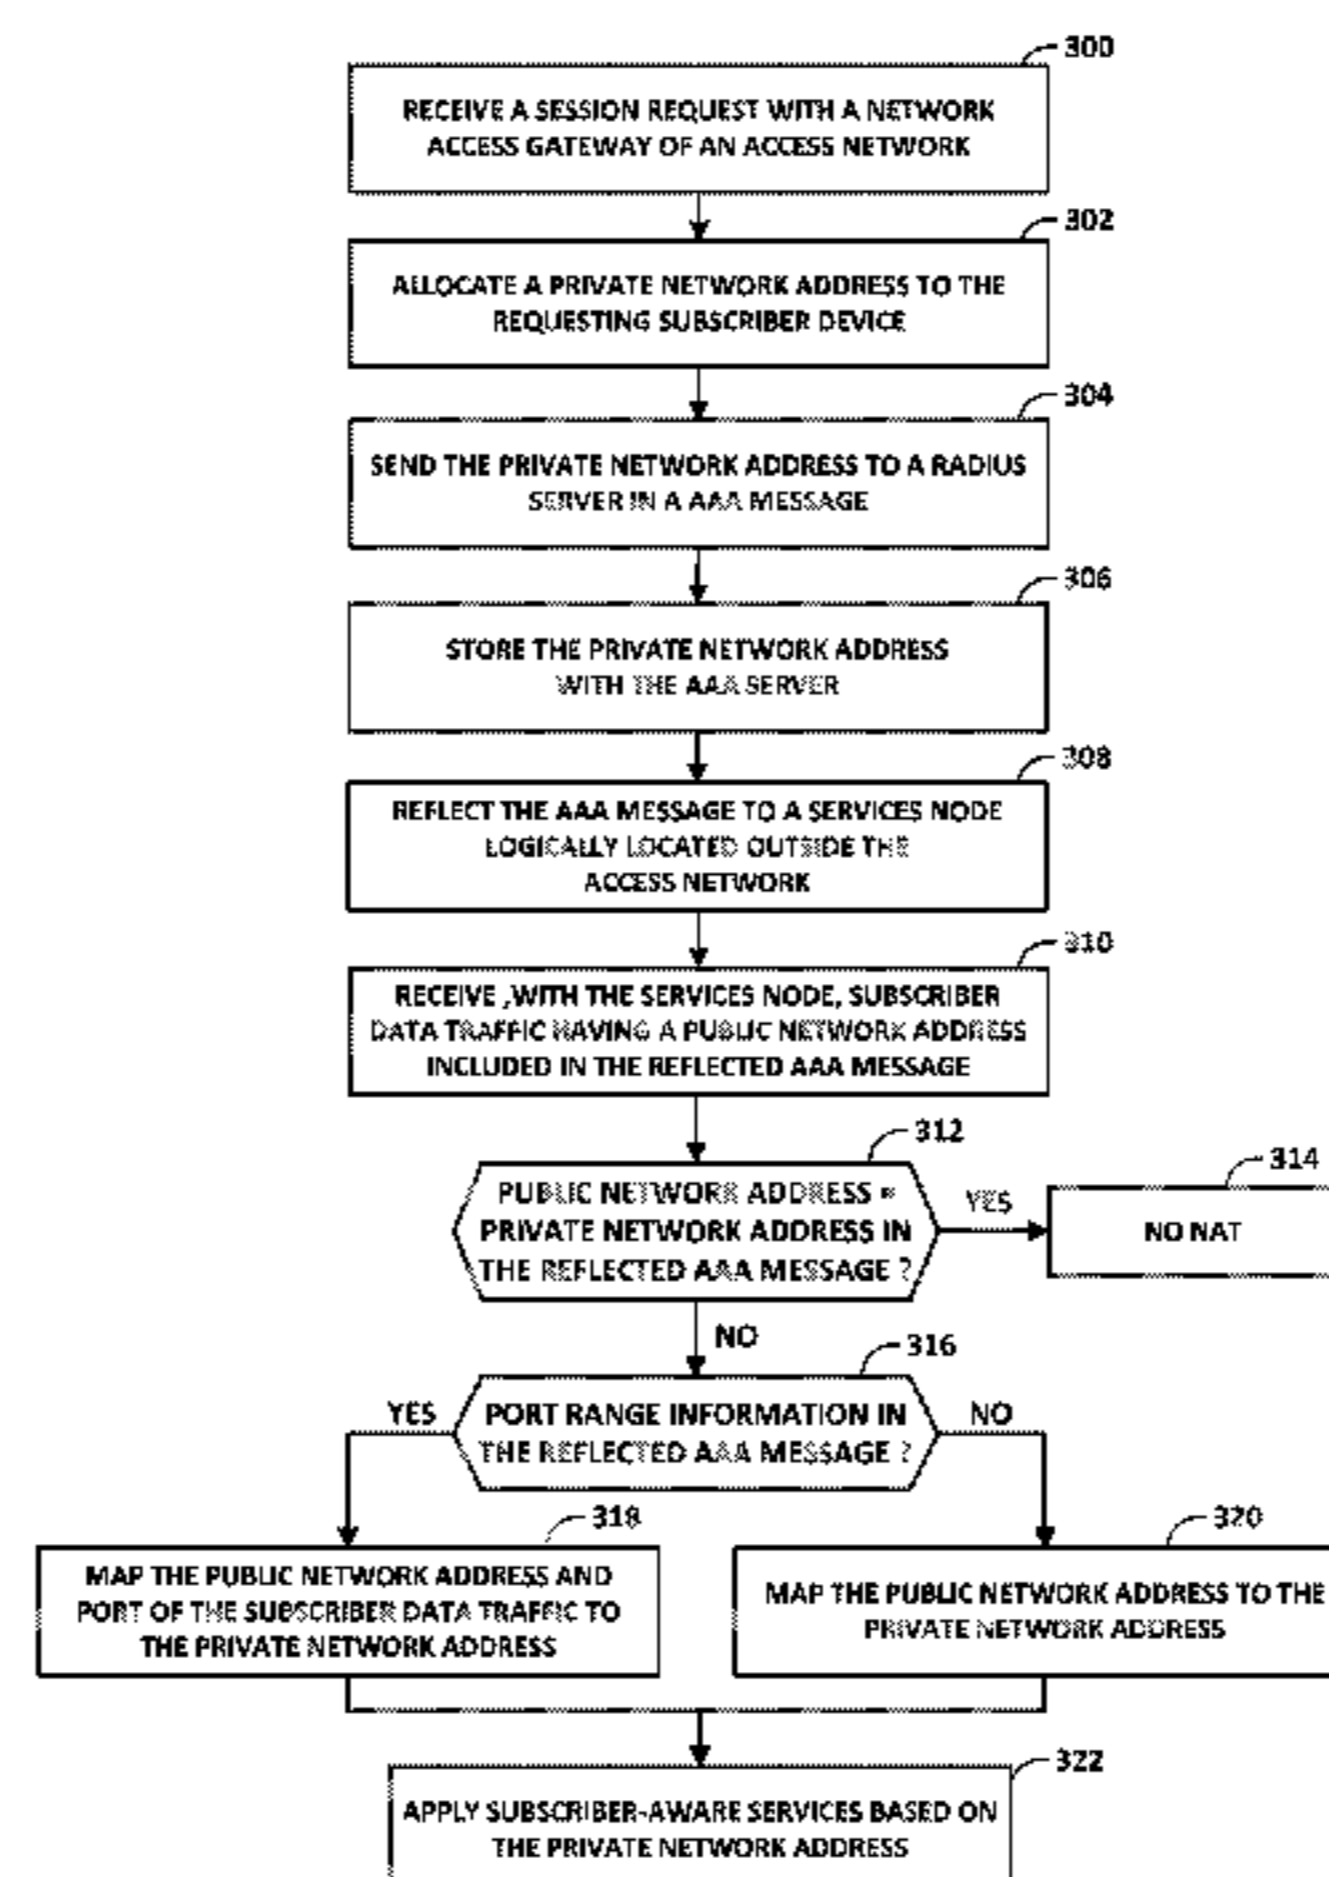 300
RECEIVE A SESSION REQUEST WITH A NETWORK
ACCESS GATEWAY OF AN ACCESS NETWORK
302
ALLOCATE A PRIVATE NETWORK ADDRESS TO THE
REQUESTING SUBSCRIBER DEVICE
304
SEND THE PRIVATE NETWORK ADDRESS TO A RADIUS
SERVER IN A AAA MESSAGE
306
STORE THE PRIVATE NETWORK ADDRESS
WITH THE AAA SERVER
308
REFLECT THE AAA MESSAGE TO A SERVICES NODE
LOGICALLY LOCATED OUTSIDE THE
ACCESS NETWORK
310
RECEIVE ,WITH THE SERVICES NODE, SUBSCRIBER
DATA TRAFFIC HAVING A PUBLIC NETWORK ADDRESS
INCLUDED IN THE REFLECTED AAA MESSAGE
312
PUBLIC NETWORK ADDRESS =
PRIVATE NETWORK ADDRESS IN
THE REFLECTED AAA MESSAGE ?
YES
314
NO NAT
NO
316
PORT RANGE INFORMATION IN
THE REFLECTED AAA MESSAGE ?
YES
NO
318
MAP THE PUBLIC NETWORK ADDRESS AND
PORT OF THE SUBSCRIBER DATA TRAFFIC TO
THE PRIVATE NETWORK ADDRESS
320
MAP THE PUBLIC NETWORK ADDRESS TO THE
PRIVATE NETWORK ADDRESS
322
APPLY SUBSCRIBER-AWARE SERVICES BASED ON
THE PRIVATE NETWORK ADDRESS